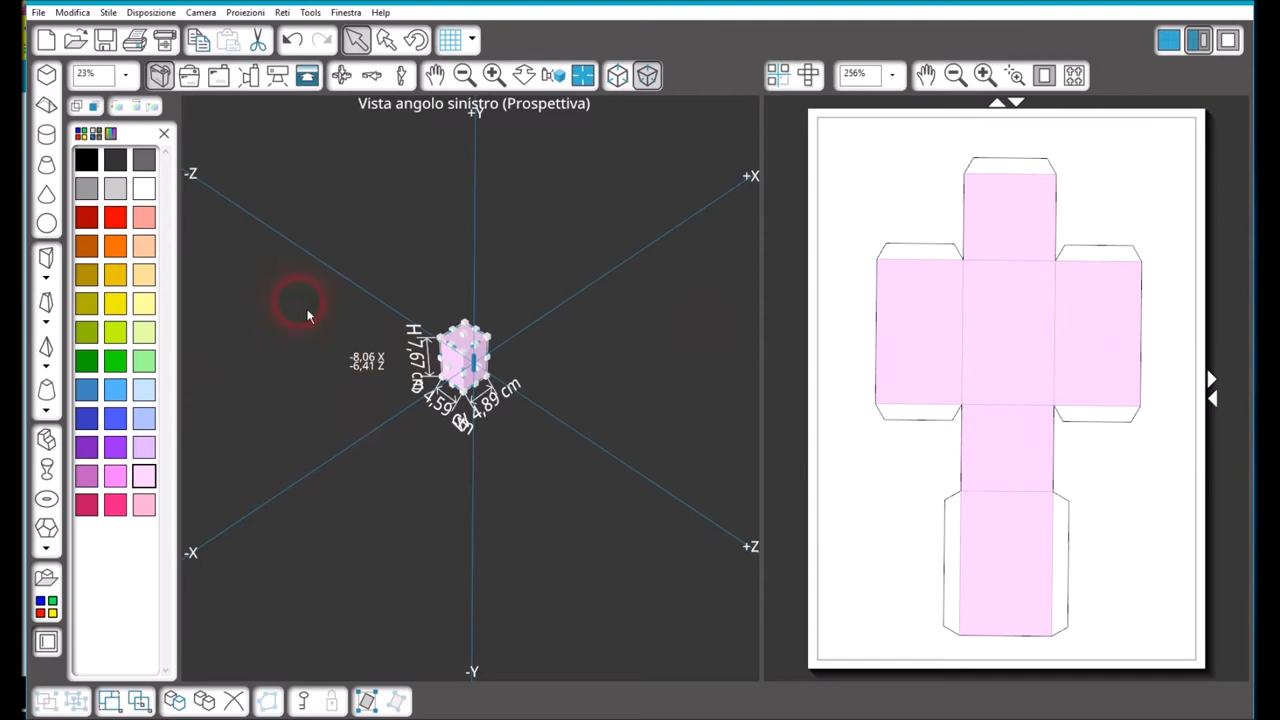 File Modifica Stile Disposizione Camera Proiezioni Reti Tools Finestra Help
23%
256%
Vista angolo sinistro (Prospettiva)
+Y
-Z
+X
H 7,67 cm
-8,06 X
-6,41 Z
4,59 cm
4,89 cm
-X
+Z
-Y